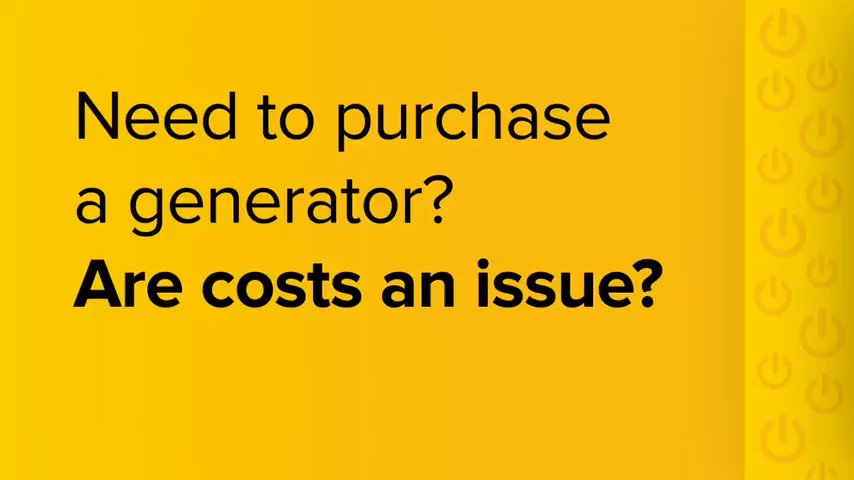 Need to purchase
a generator?
Are costs an issue?